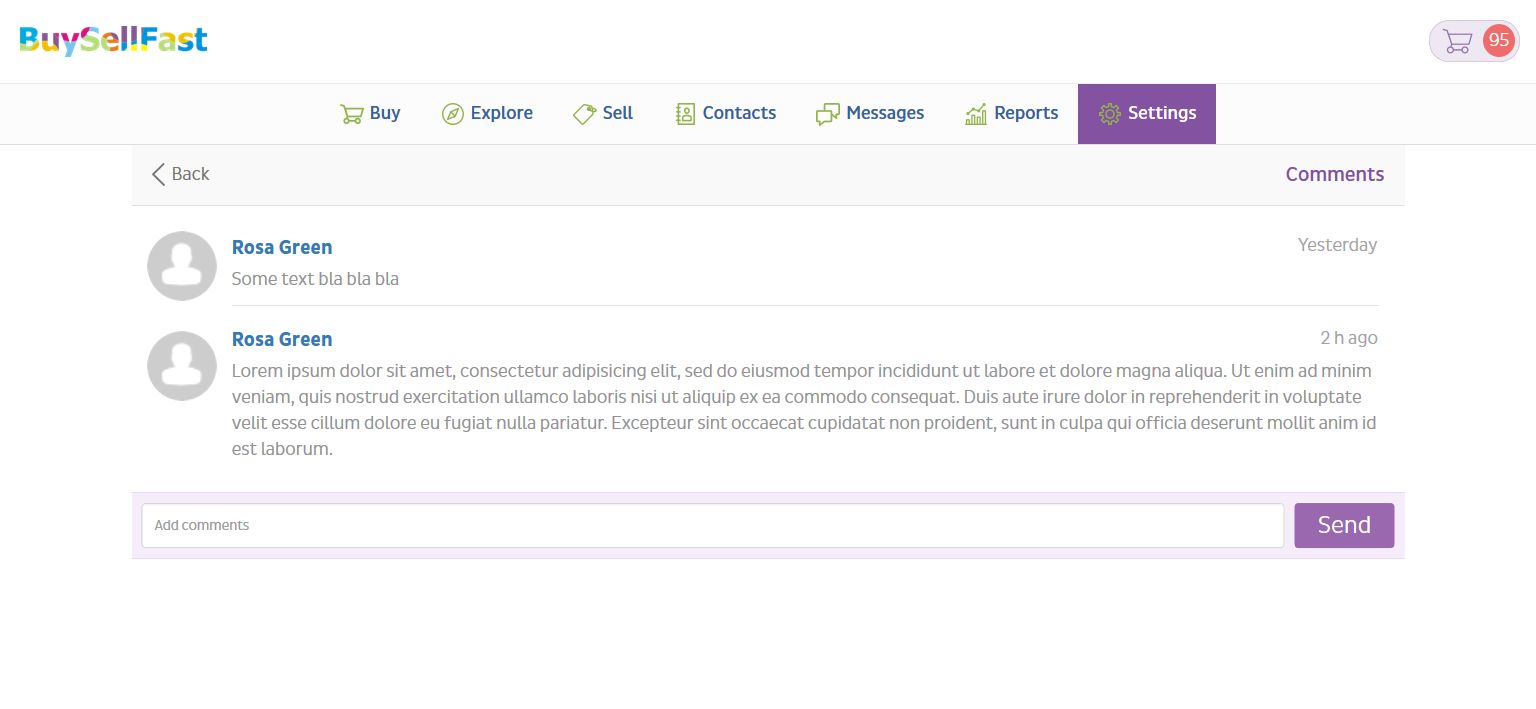 BuySellFast
95
Buy
Explore
Sell
Contacts
Messages
Reports
Settings
Back
Comments
Rosa Green
Yesterday
Some text bla bla bla
Rosa Green
2 h ago
Lorem ipsum dolor sit amet, consectetur adipisicing elit, sed do eiusmod tempor incididunt ut labore et dolore magna aliqua. Ut enim ad minim
veniam, quis nostrud exercitation ullamco laboris nisi ut aliquip ex ea commodo consequat. Duis aute irure dolor in reprehenderit in voluptate
velit esse cillum dolore eu fugiat nulla pariatur. Excepteur sint occaecat cupidatat non proident, sunt in culpa qui officia deserunt mollit anim id
est laborum.
Add comments
Send